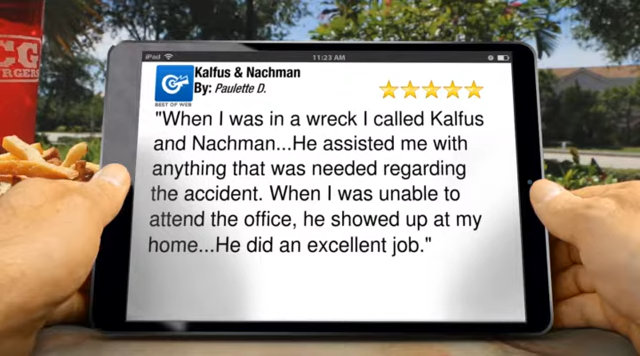 CG
URGERS
iPad
11:23 AM
Kalfus & Nachman
By: Paulette D.
BEST OF WEB
"When I was in a wreck I called Kalfus
and Nachman...He assisted me with
anything that was needed regarding
the accident. When I was unable to
attend the office, he showed up at my
home...He did an excellent job."